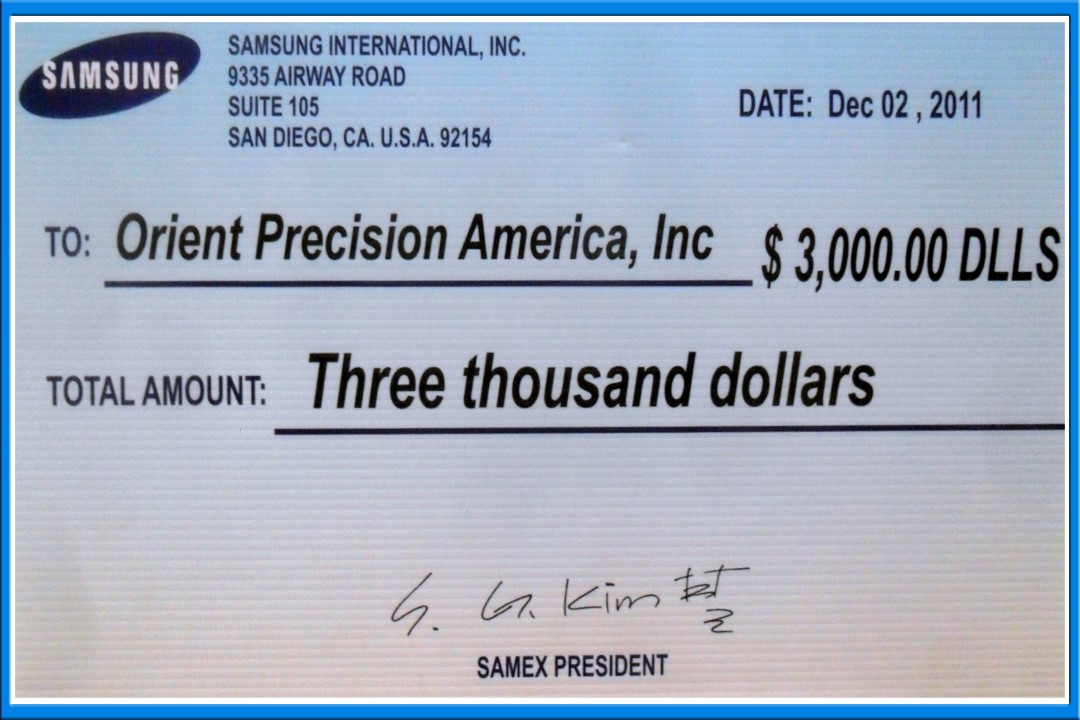 SAMSUNG
SAMSUNG INTERNATIONAL, INC.
9335 AIRWAY ROAD
SUITE 105
SAN DIEGO, CA. U.S.A. 92154
DATE: Dec 02 , 2011
TO: Orient Precision America, Inc $ 3,000.00 DLLS
TOTAL AMOUNT: Three thousand dollars
S. G. Kim
SAMEX PRESIDENT